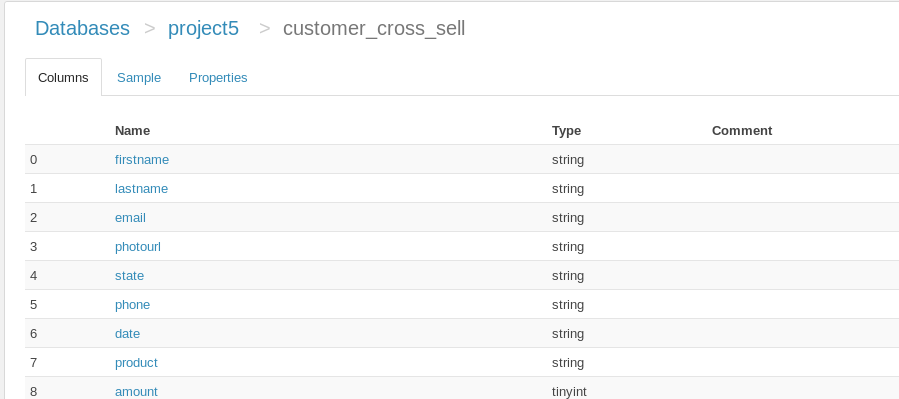 Databases > project5 > customer_cross_sell
Columns Sample Properties
Name Type Comment
0 firstname string
1 lastname string
2 email string
3 photourl string
4 state string
5 phone string
6 date string
7 product string
8 amount tinyint